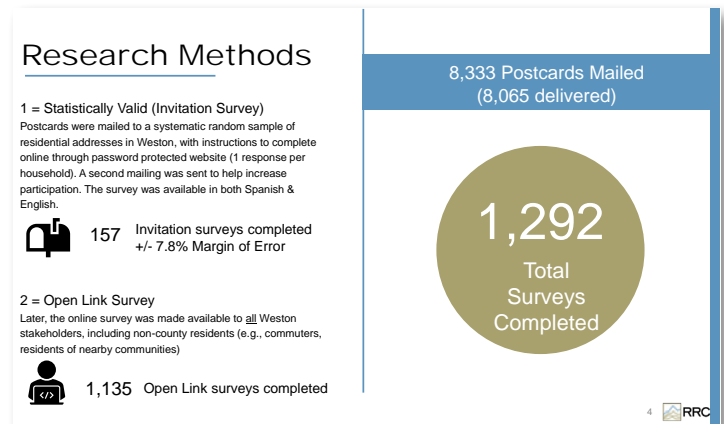 Research Methods
1 = Statistically Valid (Invitation Survey)
Postcards were mailed to a systematic random sample of
residential addresses in Weston, with instructions to complete
online through password protected website (1 response per
household). A second mailing was sent to help increase
participation. The survey was available in both Spanish &
English.
157 Invitation surveys completed
+/- 7.8% Margin of Error
2 = Open Link Survey
Later, the online survey was made available to all Weston
stakeholders, including non-county residents (e.g., commuters,
residents of nearby communities)
</>
1,135 Open Link surveys completed
8,333 Postcards Mailed
(8,065 delivered)
1,292
Total
Surveys
Completed
4 RRC